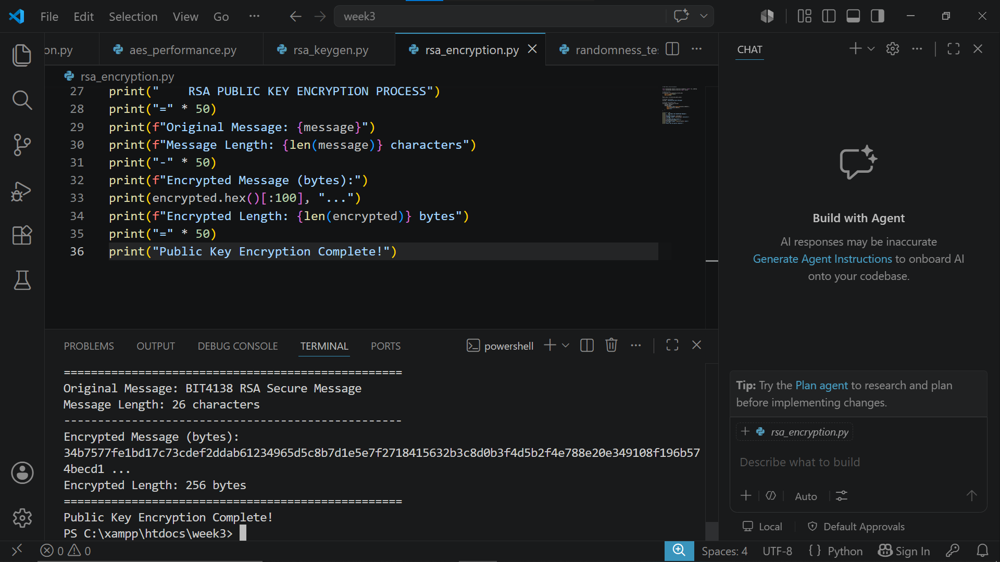 File Edit Selection View Go ...
week3
on.py
aes_performance.py
rsa_keygen.py
rsa_encryption.py
randomness_te
rsa_encryption.py
27 print("    RSA PUBLIC KEY ENCRYPTION PROCESS")
28 print("=" * 50)
29 print(f"Original Message: {message}")
30 print(f"Message Length: {len(message)} characters")
31 print("-" * 50)
32 print(f"Encrypted Message (bytes):")
33 print(encrypted.hex()[:100], "...")
34 print(f"Encrypted Length: {len(encrypted)} bytes")
35 print("=" * 50)
36 print("Public Key Encryption Complete!")
PROBLEMS OUTPUT DEBUG CONSOLE TERMINAL PORTS
powershell
==================================================
Original Message: BIT4138 RSA Secure Message
Message Length: 26 characters
--------------------------------------------------
Encrypted Message (bytes):
34b7577fe1bd17c73cdef2ddab61234965d5c8b7d1e5e7f2718415632b3c8d0b3f4d5b2f4e788e20e349108f196b57
4becd1 ...
Encrypted Length: 256 bytes
==================================================
Public Key Encryption Complete!
PS C:\xampp\htdocs\week3>
CHAT
Build with Agent
AI responses may be inaccurate
Generate Agent Instructions to onboard AI
onto your codebase.
Tip: Try the Plan agent to research and plan
before implementing changes.
rsa_encryption.py
Describe what to build
Auto
Local
Default Approvals
0 0
Spaces: 4
UTF-8
{ } Python
Sign In